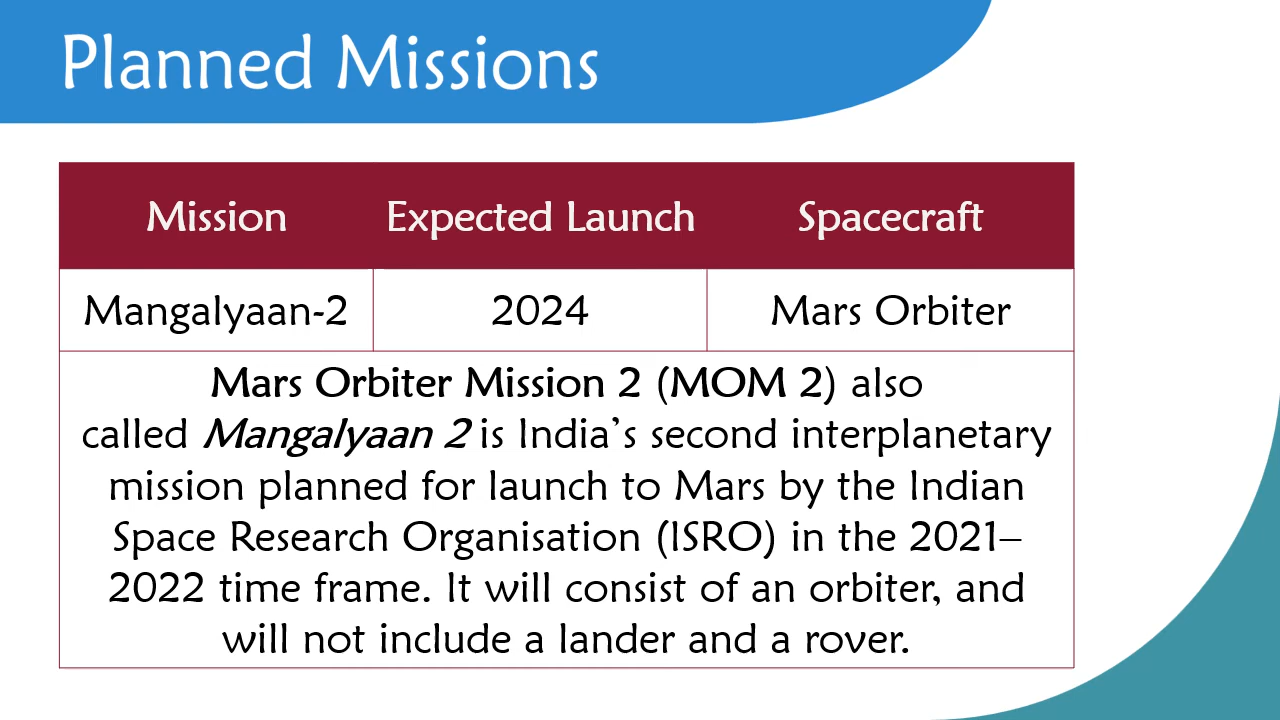 Planned Missions
Mission Expected Launch Spacecraft
Mangalyaan-2 2024 Mars Orbiter
Mars Orbiter Mission 2 (MOM 2) also
called Mangalyaan 2 is India’s second interplanetary
mission planned for launch to Mars by the Indian
Space Research Organisation (ISRO) in the 2021–
2022 time frame. It will consist of an orbiter, and
will not include a lander and a rover.